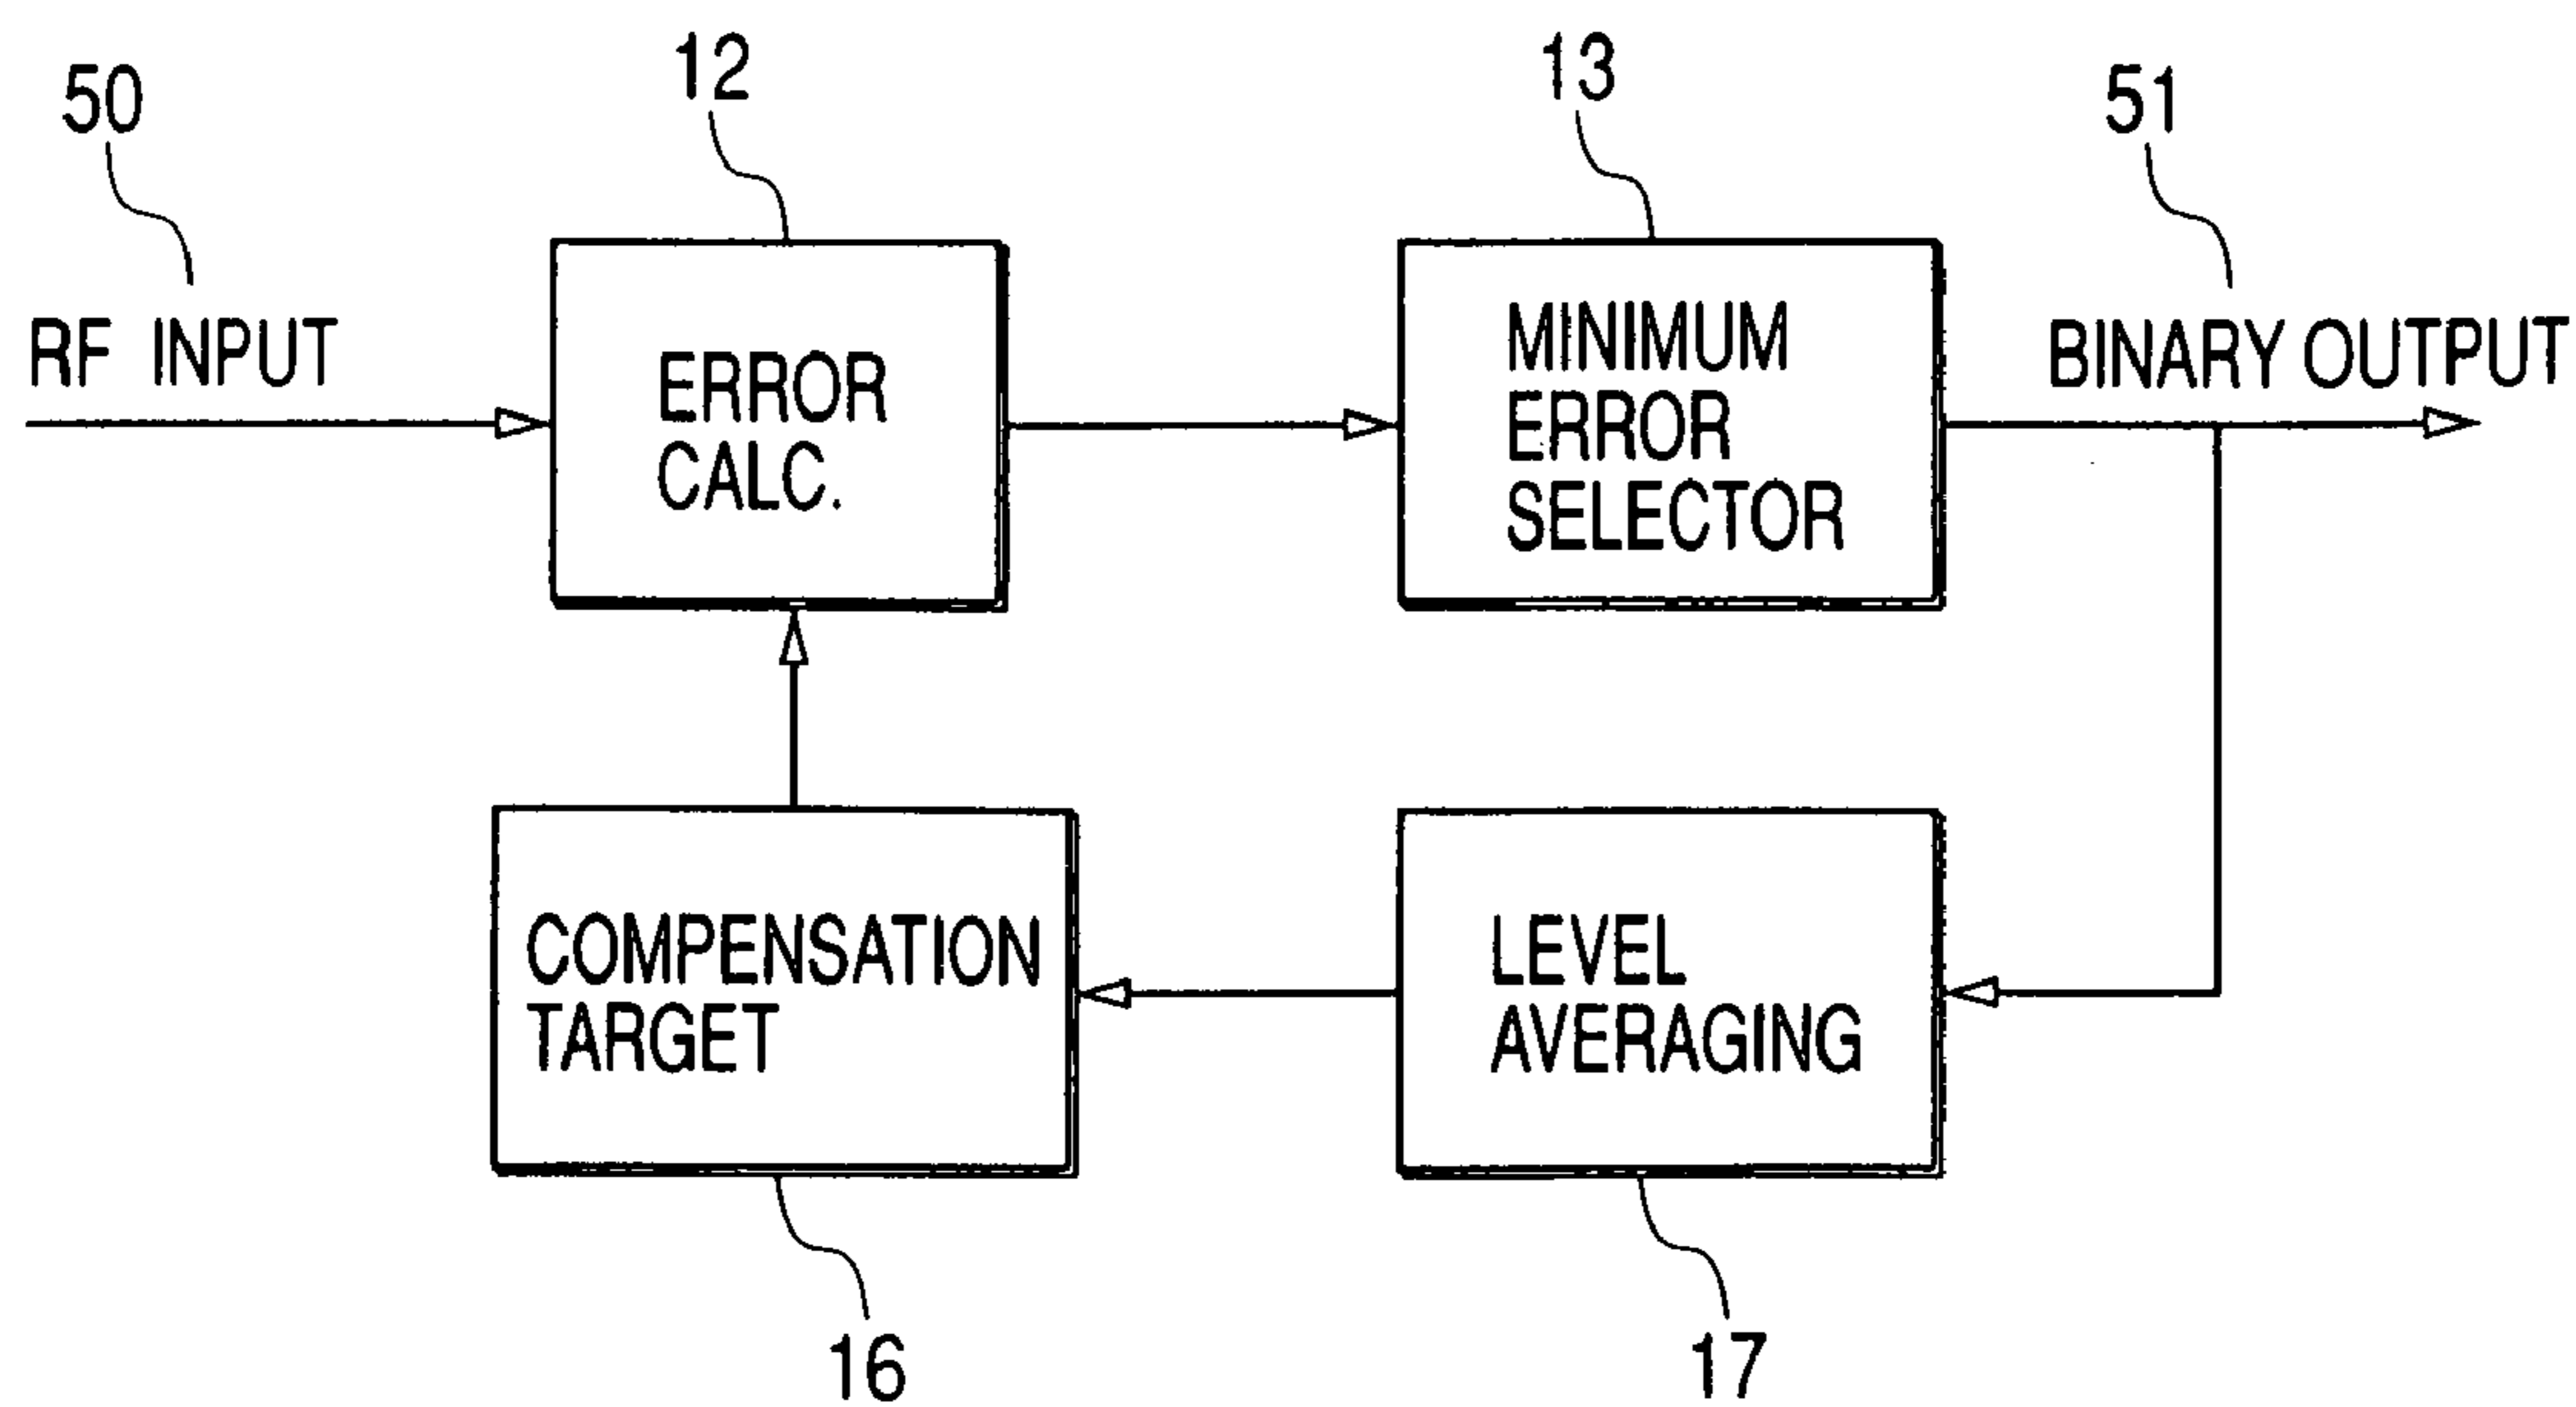 50
12
13
51
RF INPUT
ERROR
CALC.
MINIMUM
ERROR
SELECTOR
BINARY OUTPUT
COMPENSATION
TARGET
LEVEL
AVERAGING
16
17